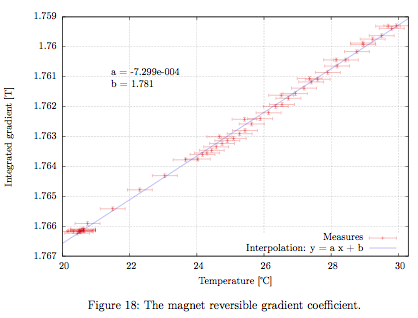 1.759
1.76
1.761
1.762
1.763
1.764
1.765
1.766
1.767
Integrated gradient [T]
a = -7.299e-004
b = 1.781
Measures
Interpolation: y = a x + b
20 22 24 26 28 30
Temperature [°C]
Figure 18: The magnet reversible gradient coefficient.